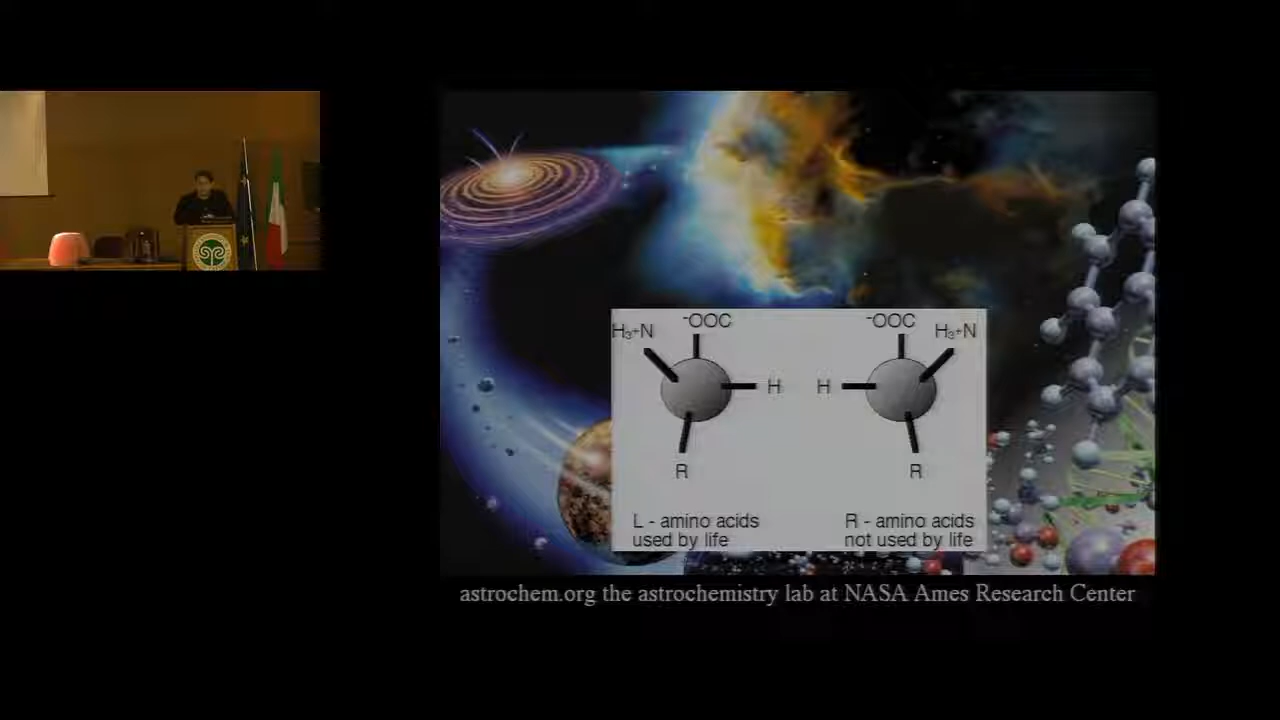 H₃+N
-OOC
-OOC
H₃+N
H
H
R
R
L - amino acids
used by life
R - amino acids
not used by life
astrochem.org the astrochemistry lab at NASA Ames Research Center